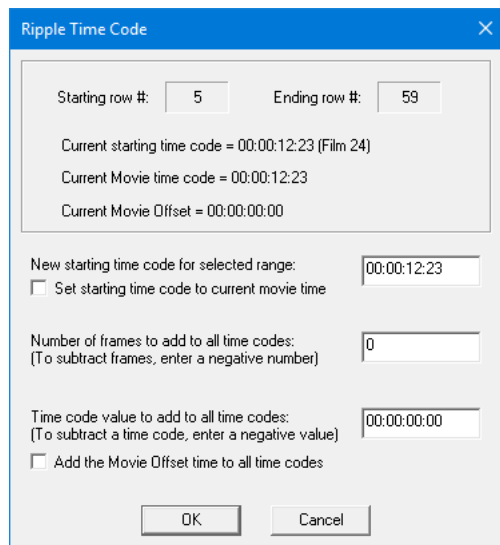 Ripple Time Code
Starting row #: 5 Ending row #: 59
Current starting time code = 00:00:12:23 (Film 24)
Current Movie time code = 00:00:12:23
Current Movie Offset = 00:00:00:00
New starting time code for selected range: 00:00:12:23
Set starting time code to current movie time
Number of frames to add to all time codes: 0
(To subtract frames, enter a negative number)
Time code value to add to all time codes: 00:00:00:00
(To subtract a time code, enter a negative value)
Add the Movie Offset time to all time codes
OK Cancel